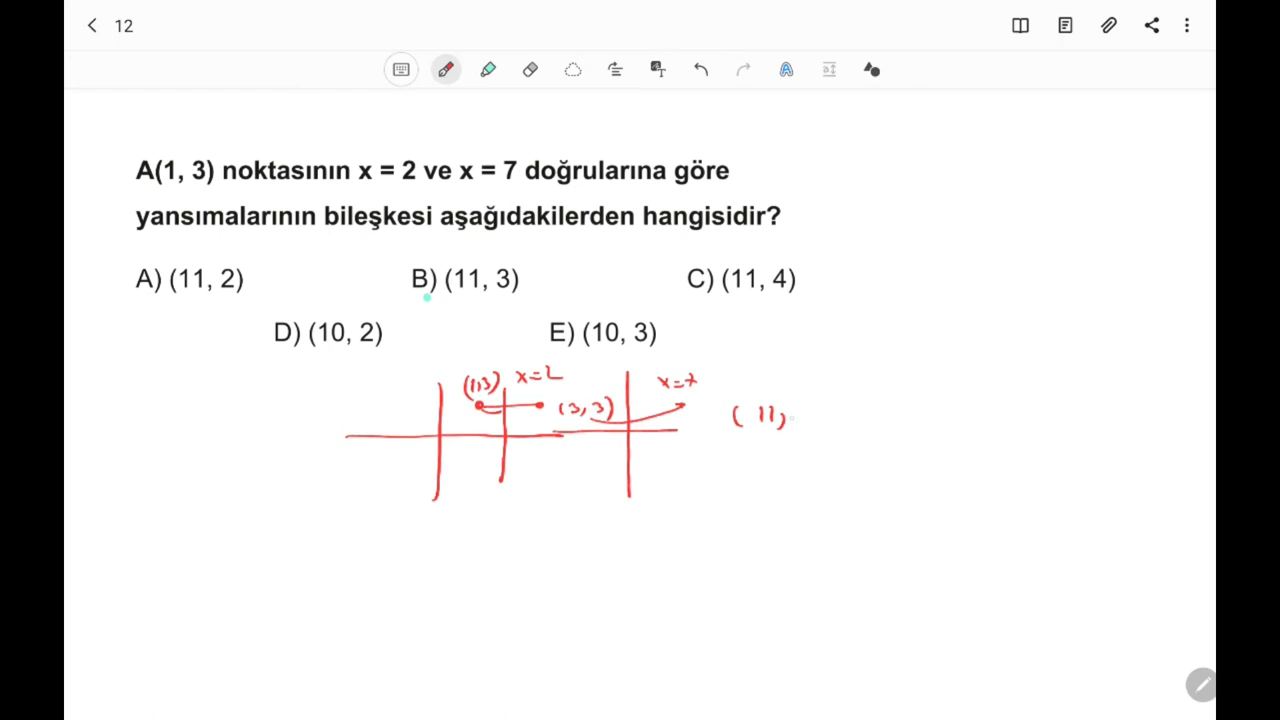 12
A(1, 3) noktasının x = 2 ve x = 7 doğrularına göre
yansımalarının bileşkesi aşağıdakilerden hangisidir?
A) (11, 2) B) (11, 3) C) (11, 4)
D) (10, 2) E) (10, 3)
(1,3) x=2 x=7
(3,3) (11,